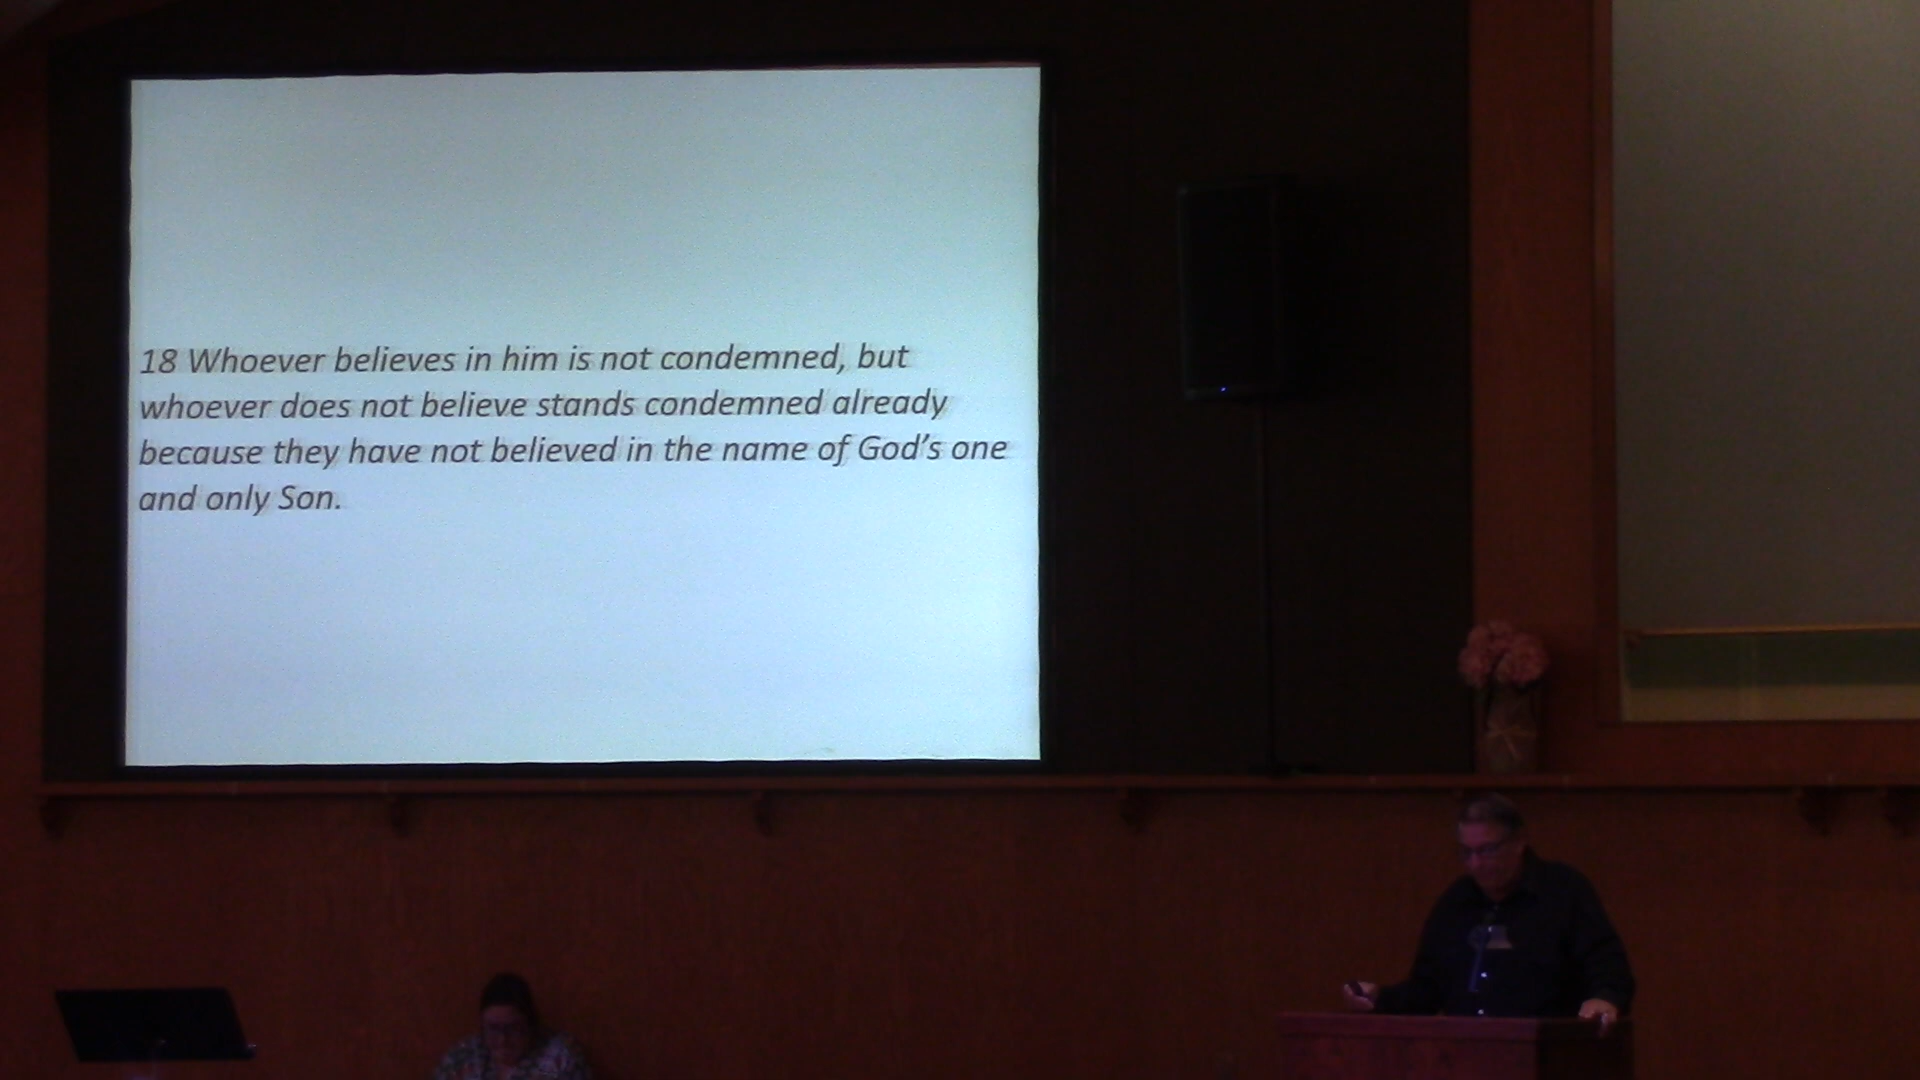 18 Whoever believes in him is not condemned, but
whoever does not believe stands condemned already
because they have not believed in the name of God’s one
and only Son.